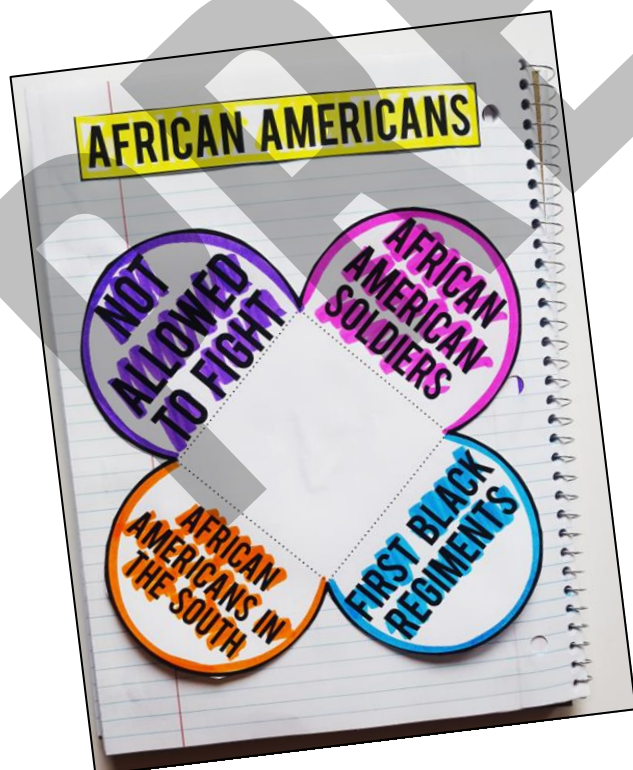 AFRICAN AMERICANS
NOT
ALLOWED
TO FIGHT
AFRICAN
AMERICAN
SOLDIERS
AFRICAN
AMERICANS IN
THE SOUTH
FIRST BLACK
REGIMENTS